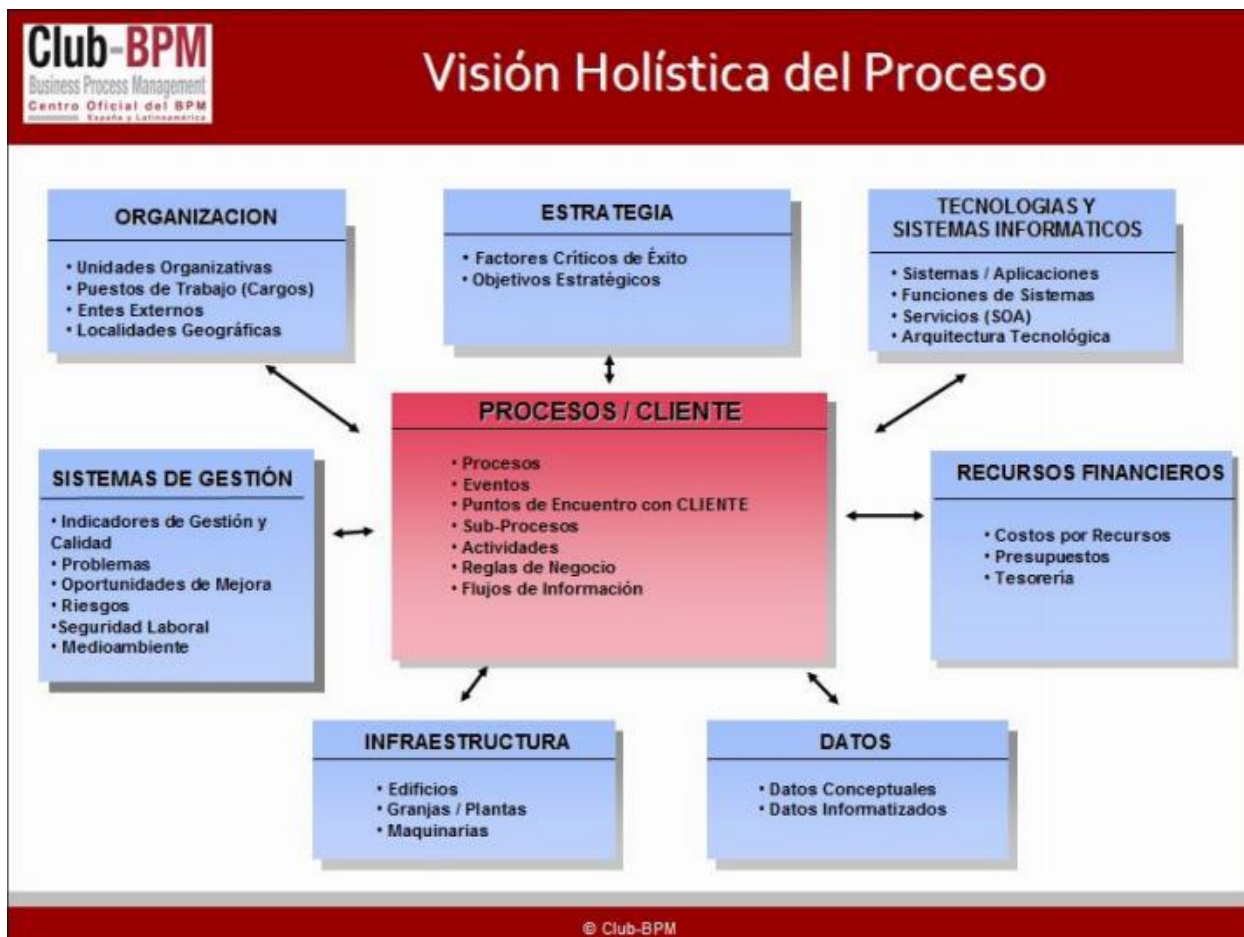 Club-BPM
Business Process Management
Centro Oficial del BPM
España y Latinoamérica
Visión Holística del Proceso
ORGANIZACION
• Unidades Organizativas
• Puestos de Trabajo (Cargos)
• Entes Externos
• Localidades Geográficas
ESTRATEGIA
• Factores Críticos de Éxito
• Objetivos Estratégicos
TECNOLOGIAS Y
SISTEMAS INFORMATICOS
• Sistemas / Aplicaciones
• Funciones de Sistemas
• Servicios (SOA)
• Arquitectura Tecnológica
SISTEMAS DE GESTIÓN
• Indicadores de Gestión y
Calidad
• Problemas
• Oportunidades de Mejora
• Riesgos
•Seguridad Laboral
• Medioambiente
PROCESOS / CLIENTE
• Procesos
• Eventos
• Puntos de Encuentro con CLIENTE
• Sub-Procesos
• Actividades
• Reglas de Negocio
• Flujos de Información
RECURSOS FINANCIEROS
• Costos por Recursos
• Presupuestos
• Tesorería
INFRAESTRUCTURA
• Edificios
• Granjas / Plantas
• Maquinarias
DATOS
• Datos Conceptuales
• Datos Informatizados
© Club-BPM